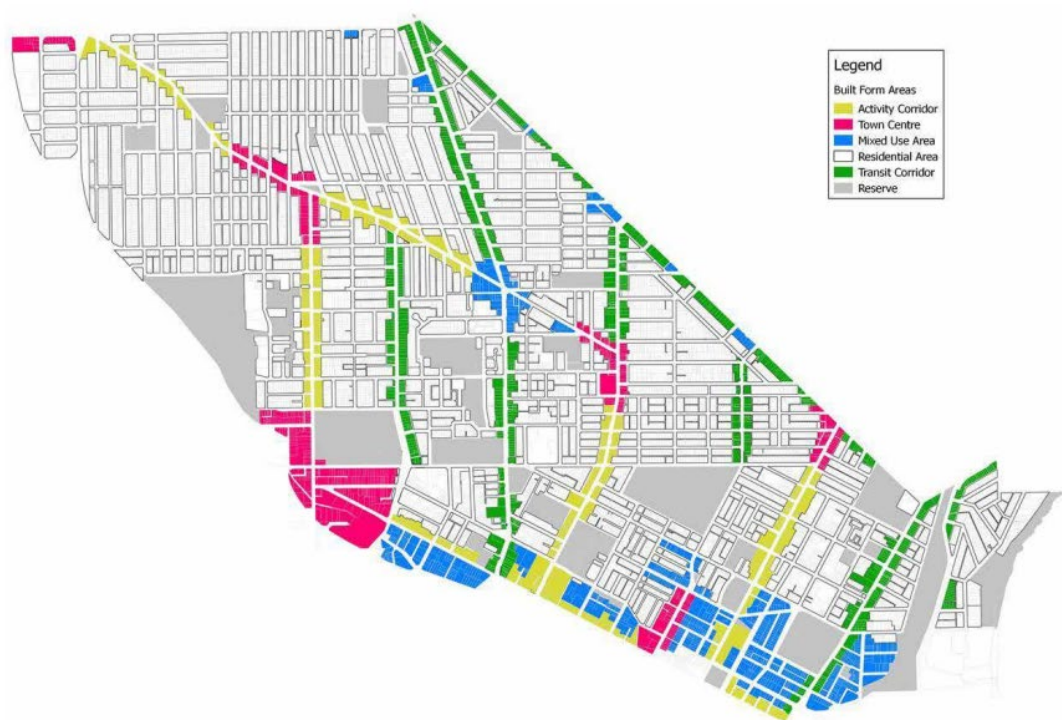 Legend
Built Form Areas
Activity Corridor
Town Centre
Mixed Use Area
Residential Area
Transit Corridor
Reserve